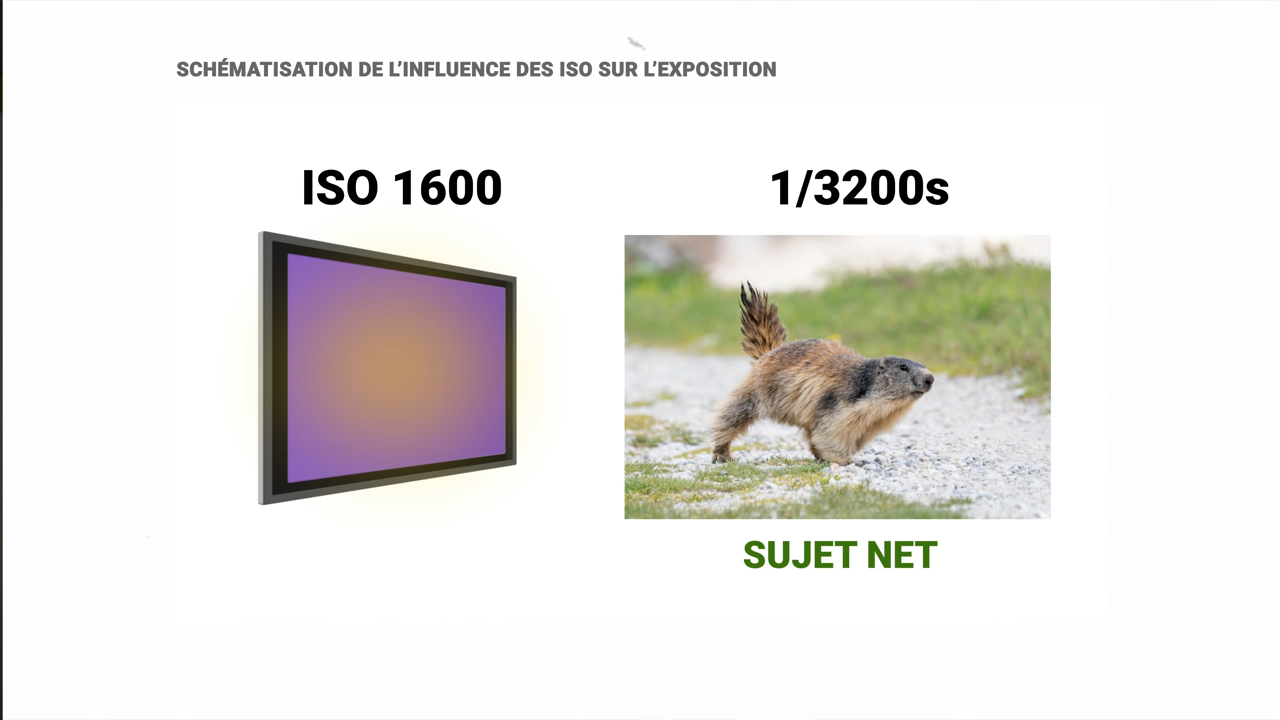 SCHÉMATISATION DE L’INFLUENCE DES ISO SUR L’EXPOSITION
ISO 1600
1/3200s
SUJET NET